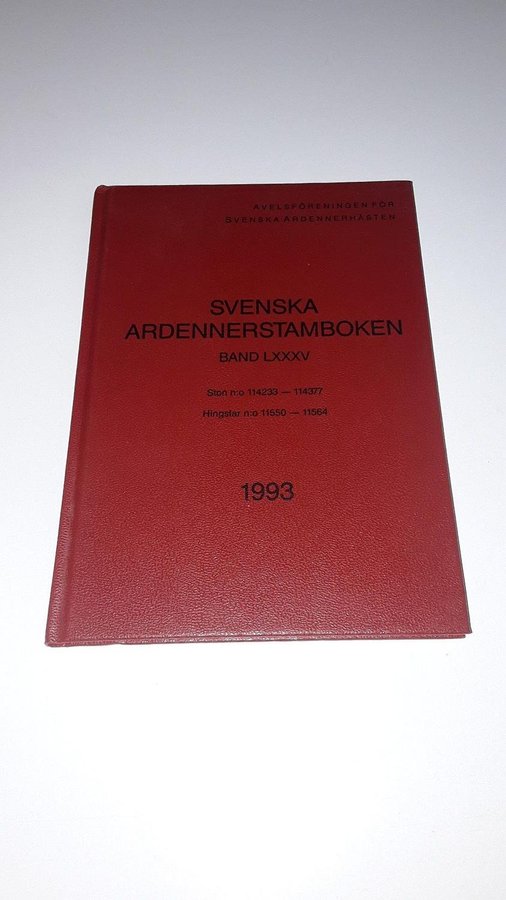 AVELSFÖRENINGEN FÖR
SVENSKA ARDENNERHÄSTEN
SVENSKA
ARDENNERSTAMBOKEN
BAND LXXXV
Ston n:o 114233 — 114377
Hingstar n:o 11550 — 11564
1993